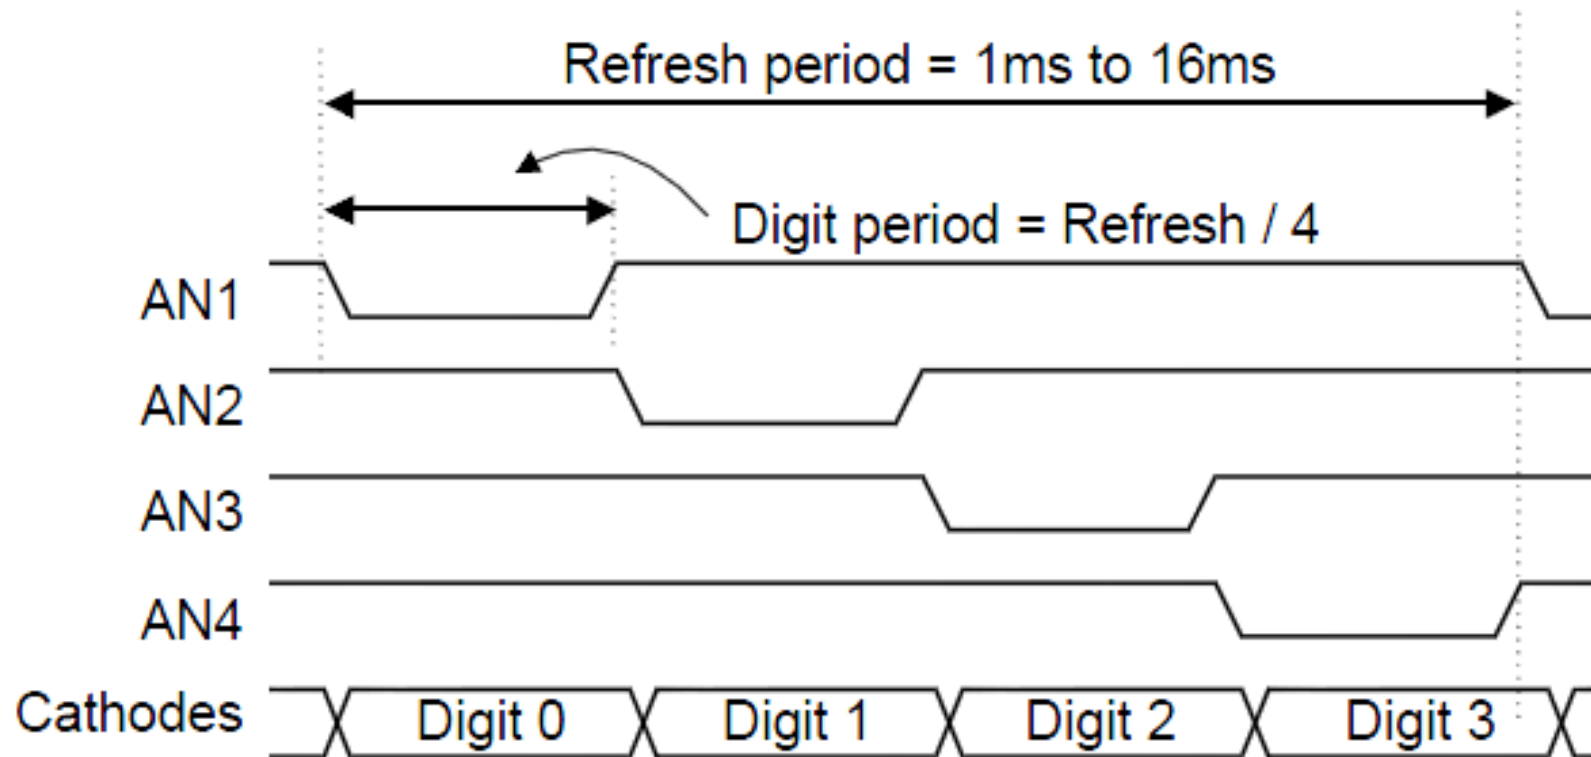 Refresh period = 1ms to 16ms
Digit period = Refresh / 4
AN1
AN2
AN3
AN4
Cathodes Digit 0 Digit 1 Digit 2 Digit 3